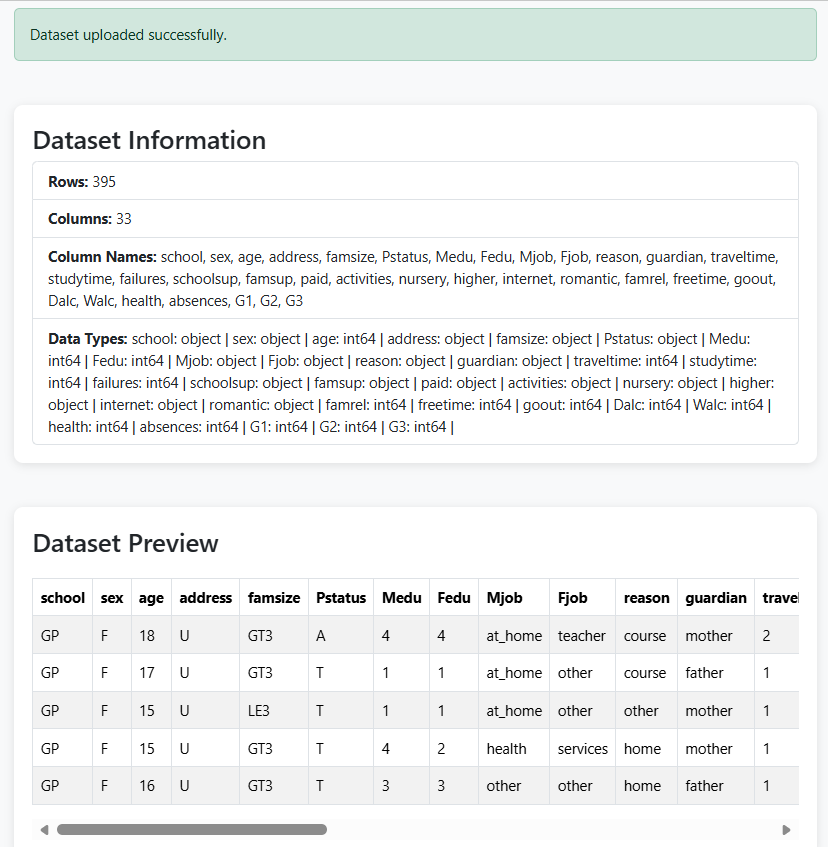 Dataset uploaded successfully.
Dataset Information
Rows: 395
Columns: 33
Column Names: school, sex, age, address, famsize, Pstatus, Medu, Fedu, Mjob, Fjob, reason, guardian, traveltime,
studytime, failures, schoolsup, famsup, paid, activities, nursery, higher, internet, romantic, famrel, freetime, goout,
Dalc, Walc, health, absences, G1, G2, G3
Data Types: school: object | sex: object | age: int64 | address: object | famsize: object | Pstatus: object | Medu:
int64 | Fedu: int64 | Mjob: object | Fjob: object | reason: object | guardian: object | traveltime: int64 | studytime:
int64 | failures: int64 | schoolsup: object | famsup: object | paid: object | activities: object | nursery: object | higher:
object | internet: object | romantic: object | famrel: int64 | freetime: int64 | goout: int64 | Dalc: int64 | Walc: int64 |
health: int64 | absences: int64 | G1: int64 | G2: int64 | G3: int64 |
Dataset Preview
school sex age address famsize Pstatus Medu Fedu Mjob Fjob reason guardian travel
GP F 18 U GT3 A 4 4 at_home teacher course mother 2
GP F 17 U GT3 T 1 1 at_home other course father 1
GP F 15 U LE3 T 1 1 at_home other other mother 1
GP F 15 U GT3 T 4 2 health services home mother 1
GP F 16 U GT3 T 3 3 other other home father 1